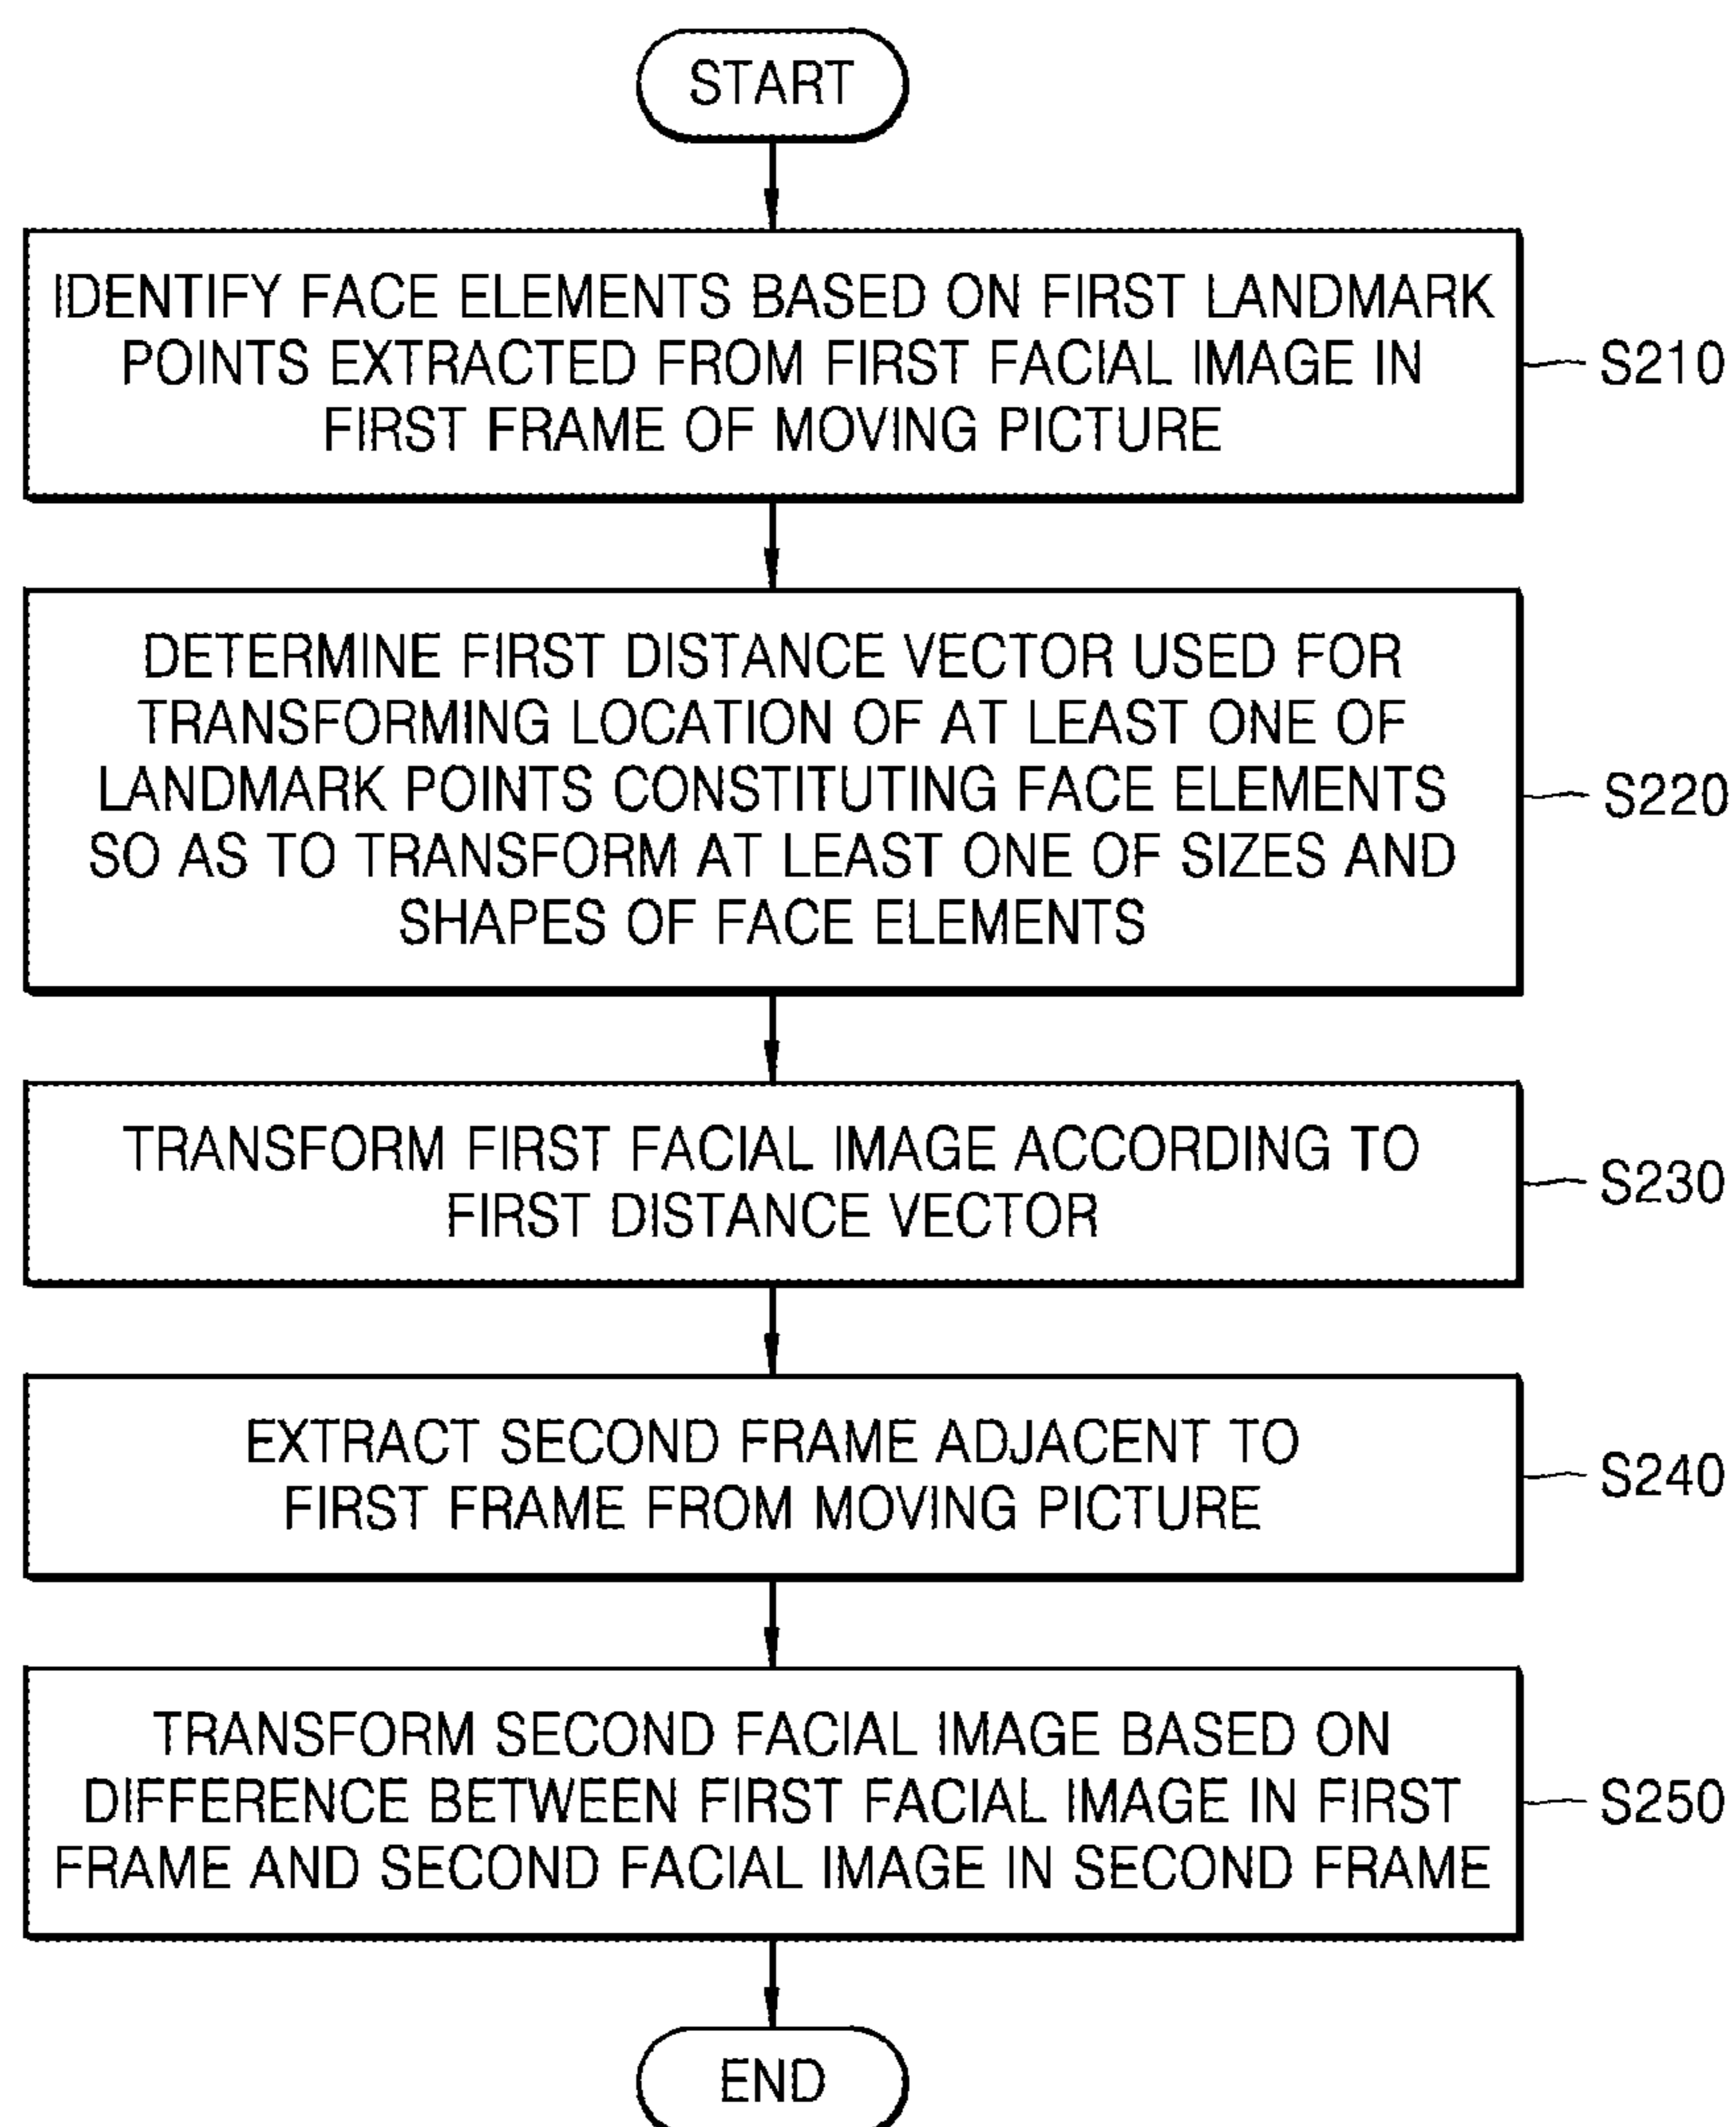 START
IDENTIFY FACE ELEMENTS BASED ON FIRST LANDMARK
POINTS EXTRACTED FROM FIRST FACIAL IMAGE IN
FIRST FRAME OF MOVING PICTURE
S210
DETERMINE FIRST DISTANCE VECTOR USED FOR
TRANSFORMING LOCATION OF AT LEAST ONE OF
LANDMARK POINTS CONSTITUTING FACE ELEMENTS
SO AS TO TRANSFORM AT LEAST ONE OF SIZES AND
SHAPES OF FACE ELEMENTS
S220
TRANSFORM FIRST FACIAL IMAGE ACCORDING TO
FIRST DISTANCE VECTOR
S230
EXTRACT SECOND FRAME ADJACENT TO
FIRST FRAME FROM MOVING PICTURE
S240
TRANSFORM SECOND FACIAL IMAGE BASED ON
DIFFERENCE BETWEEN FIRST FACIAL IMAGE IN FIRST
FRAME AND SECOND FACIAL IMAGE IN SECOND FRAME
S250
END